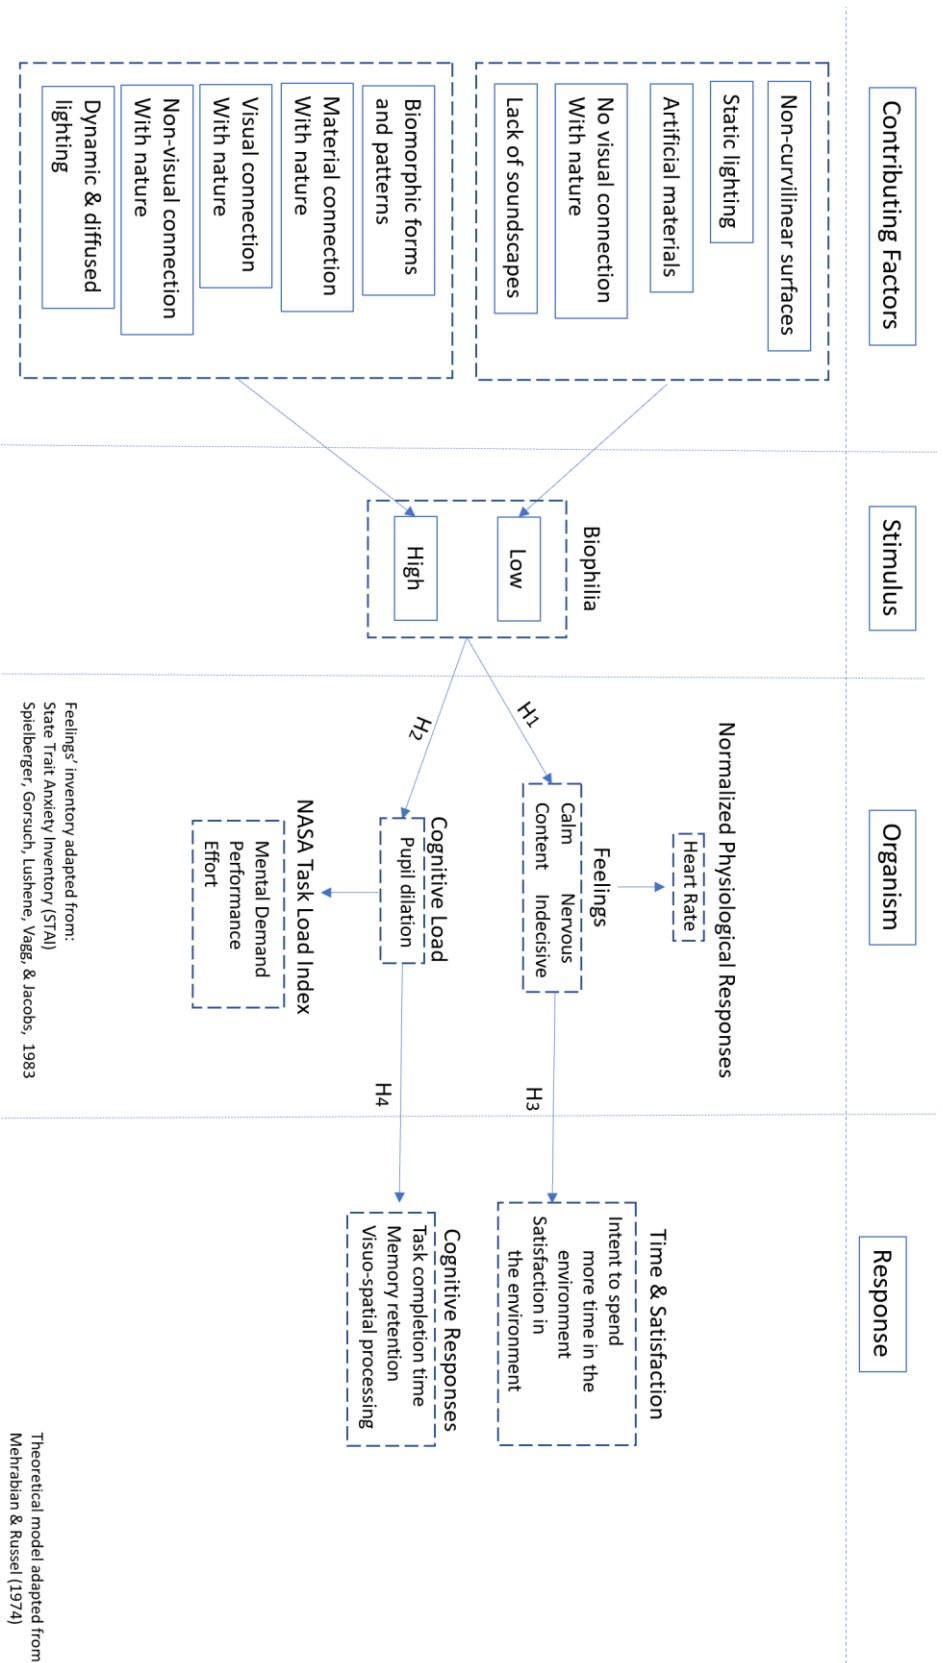 Contributing Factors
Stimulus
Organism
Response
Non-curvilinear surfaces
Static lighting
Artificial materials
No visual connection
With nature
Lack of soundscapes
Biomorphic forms
and patterns
Material connection
With nature
Visual connection
With nature
Non-visual connection
With nature
Dynamic & diffused
lighting
Biophilia
Low
High
H1
H2
Normalized Physiological Responses
Heart Rate
Feelings
Calm Nervous
Content Indecisive
Cognitive Load
Pupil dilation
NASA Task Load Index
Mental Demand
Performance
Effort
Feelings' inventory adapted from:
State Trait Anxiety Inventory (STAI)
Spielberger, Gorsuch, Lushene, Vagg, & Jacobs, 1983
H3
H4
Time & Satisfaction
Intent to spend
more time in the
environment
Satisfaction in
the environment
Cognitive Responses
Task completion time
Memory retention
Visuo-spatial processing
Theoretical model adapted from
Mehrabian & Russel (1974)